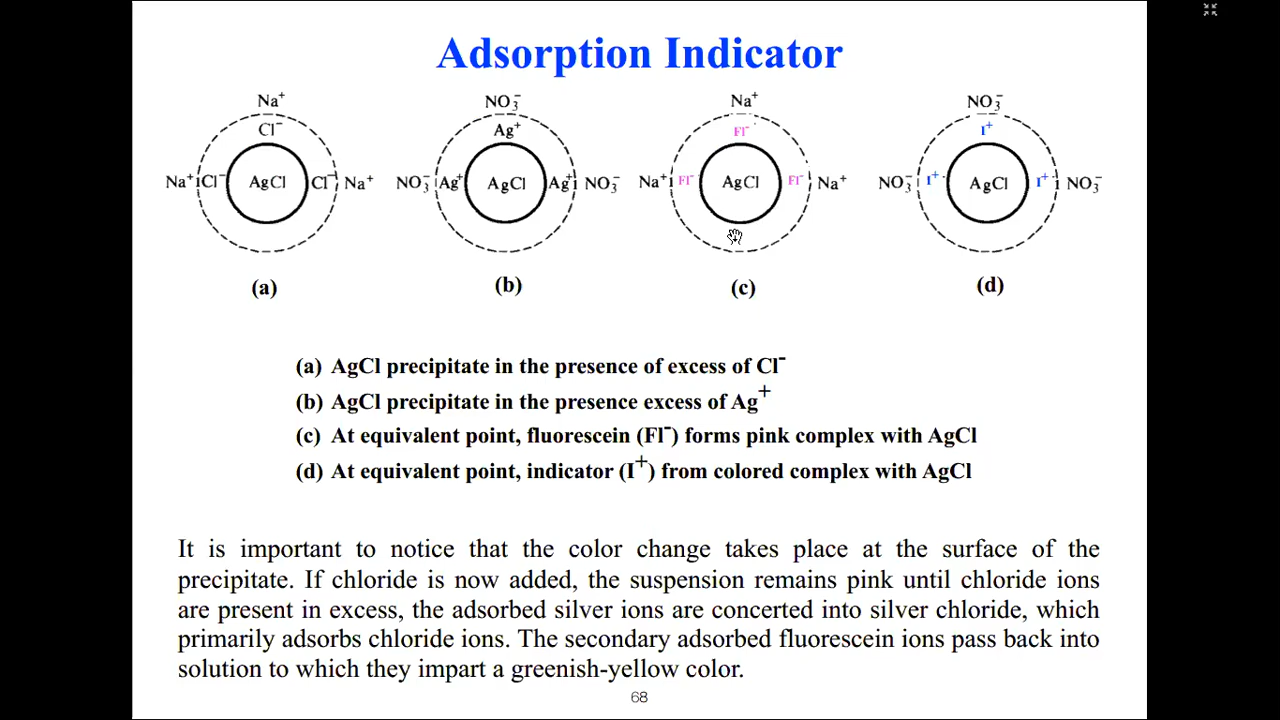 Adsorption Indicator
Na⁺ NO₃⁻ Na⁺ NO₃⁻
Cl⁻ Ag⁺ Fl⁻ I⁺
Na⁺ Cl⁻ AgCl Cl⁻ Na⁺ NO₃⁻ Ag⁺ AgCl Ag⁺ NO₃⁻ Na⁺ Fl⁻ AgCl Fl⁻ Na⁺ NO₃⁻ I⁺ AgCl I⁺ NO₃⁻
(a) (b) (c) (d)
(a) AgCl precipitate in the presence of excess of Cl⁻
(b) AgCl precipitate in the presence excess of Ag⁺
(c) At equivalent point, fluorescein (Fl⁻) forms pink complex with AgCl
(d) At equivalent point, indicator (I⁺) from colored complex with AgCl
It is important to notice that the color change takes place at the surface of the
precipitate. If chloride is now added, the suspension remains pink until chloride ions
are present in excess, the adsorbed silver ions are concerted into silver chloride, which
primarily adsorbs chloride ions. The secondary adsorbed fluorescein ions pass back into
solution to which they impart a greenish-yellow color.
68